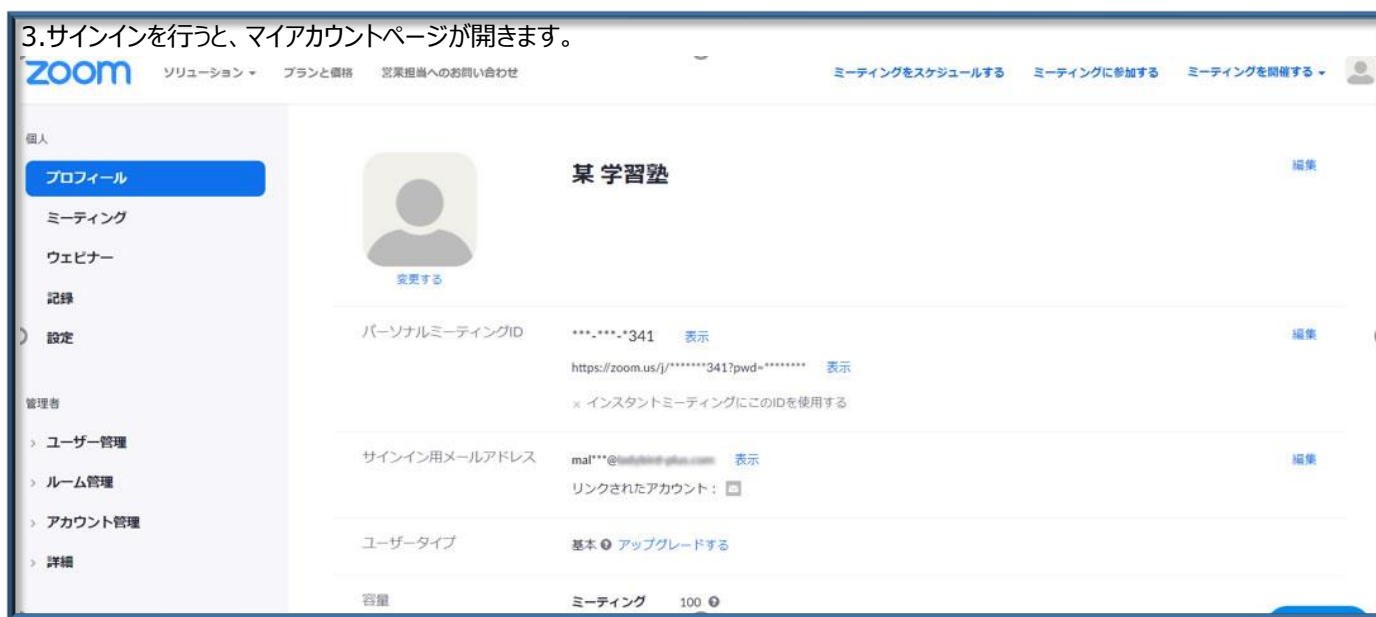 3.サインインを行うと、マイアカウントページが開きます。
zoom ソリューション プランと価格 営業担当へのお問い合わせ ミーティングをスケジュールする ミーティングに参加する ミーティングを開催する
個人
プロフィール
ミーティング
ウェビナー
記録
設定
管理者
ユーザー管理
ルーム管理
アカウント管理
詳細
某 学習塾 編集
変更する
パーソナルミーティングID ***-***-*341 表示 編集
https://zoom.us/j/*******341?pwd=******** 表示
× インスタントミーティングにこのIDを使用する
サインイン用メールアドレス mal***@ 表示 編集
リンクされたアカウント：
ユーザータイプ 基本 アップグレードする
容量 ミーティング 100